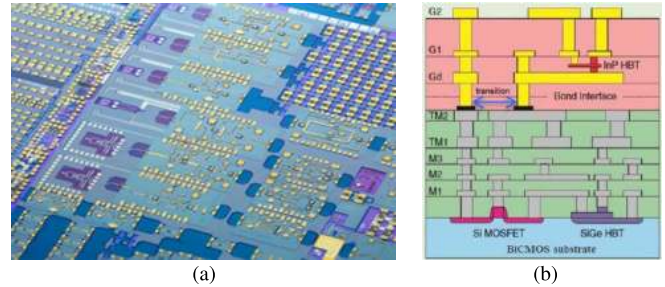 G2
G1
InP HBT
Gd
transition
Bond Interface
TM2
TM1
M3
M2
M1
Si MOSFET
SiGe HBT
BiCMOS substrate
(a)
(b)